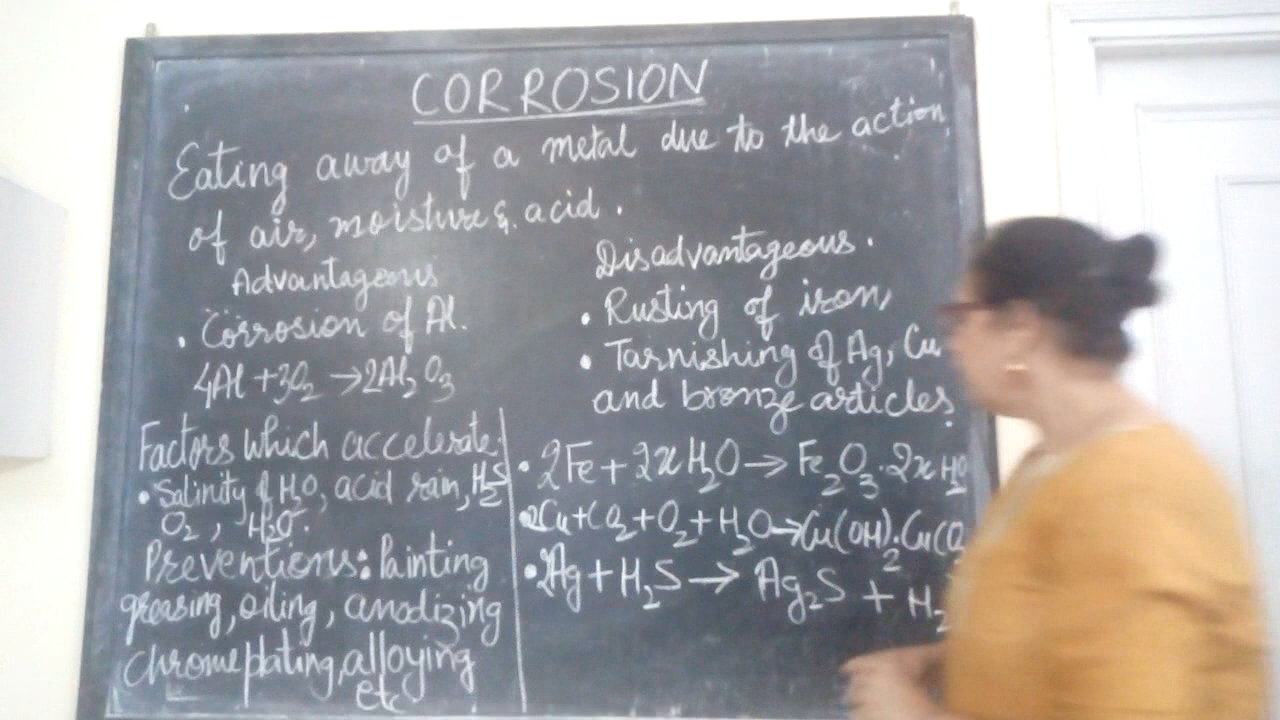 CORROSION
Eating away of a metal due to the action
of air, moisture & acid.
Advantageous
• Corrosion of Al.
4Al + 3O₂ → 2Al₂O₃
Disadvantageous.
• Rusting of iron,
• Tarnishing of Ag, Cu
and bronze articles.
Factors which accelerate:
• Salinity of H₂O, acid rain, H₂S
O₂, H₂O.
Preventions: Painting
greasing, oiling, anodizing
chromeplating, alloying
etc
• 2Fe + 2xH₂O → Fe₂O₃.2xH₂O
• 2Cu + CO₂ + O₂ + H₂O → Cu(OH)₂.CuCO
• 2Ag + H₂S → Ag₂S + H₂